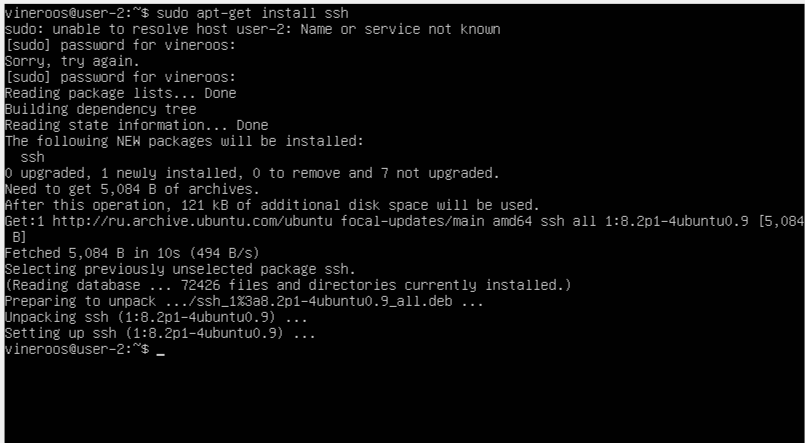 vineroos@user-2:~$ sudo apt-get install ssh
sudo: unable to resolve host user-2: Name or service not known
[sudo] password for vineroos:
Sorry, try again.
[sudo] password for vineroos:
Reading package lists... Done
Building dependency tree
Reading state information... Done
The following NEW packages will be installed:
  ssh
0 upgraded, 1 newly installed, 0 to remove and 7 not upgraded.
Need to get 5,084 B of archives.
After this operation, 121 kB of additional disk space will be used.
Get:1 http://ru.archive.ubuntu.com/ubuntu focal-updates/main amd64 ssh all 1:8.2p1-4ubuntu0.9 [5,084
 B]
Fetched 5,084 B in 10s (494 B/s)
Selecting previously unselected package ssh.
(Reading database ... 72426 files and directories currently installed.)
Preparing to unpack .../ssh_1%3a8.2p1-4ubuntu0.9_all.deb ...
Unpacking ssh (1:8.2p1-4ubuntu0.9) ...
Setting up ssh (1:8.2p1-4ubuntu0.9) ...
vineroos@user-2:~$ _